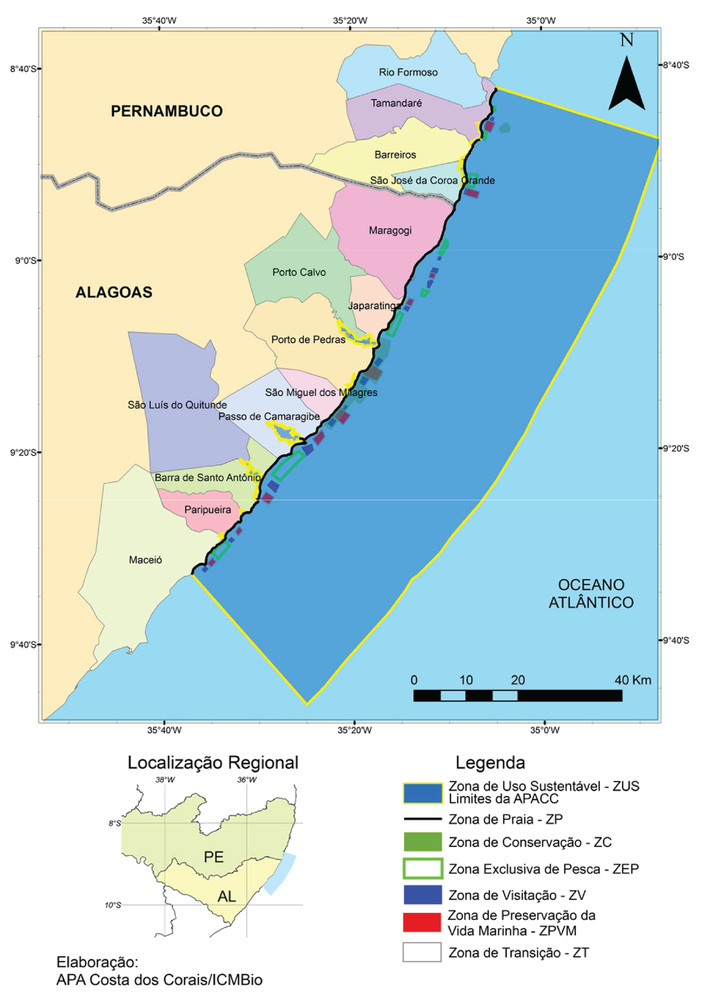 35°40'W
35°20'W
35°0'W
N
8°40'S
8°40'S
Rio Formoso
Tamandaré
PERNAMBUCO
Barreiros
São José da Coroa Grande
Maragogi
9°0'S
9°0'S
Porto Calvo
ALAGOAS
Japaratinga
Porto de Pedras
São Miguel dos Milagres
São Luís do Quitunde
Passo de Camaragibe
9°20'S
9°20'S
Barra de Santo Antônio
Paripueira
Maceió
OCEANO
ATLÂNTICO
9°40'S
9°40'S
0 10 20 40 Km
35°40'W
35°20'W
35°0'W
Localização Regional
38°W
36°W
8°S
PE
AL
10°S
Legenda
Zona de Uso Sustentável - ZUS
Limites da APACC
Zona de Praia - ZP
Zona de Conservação - ZC
Zona Exclusiva de Pesca - ZEP
Zona de Visitação - ZV
Zona de Preservação da
Vida Marinha - ZPVM
Zona de Transição - ZT
Elaboração:
APA Costa dos Corais/ICMBio